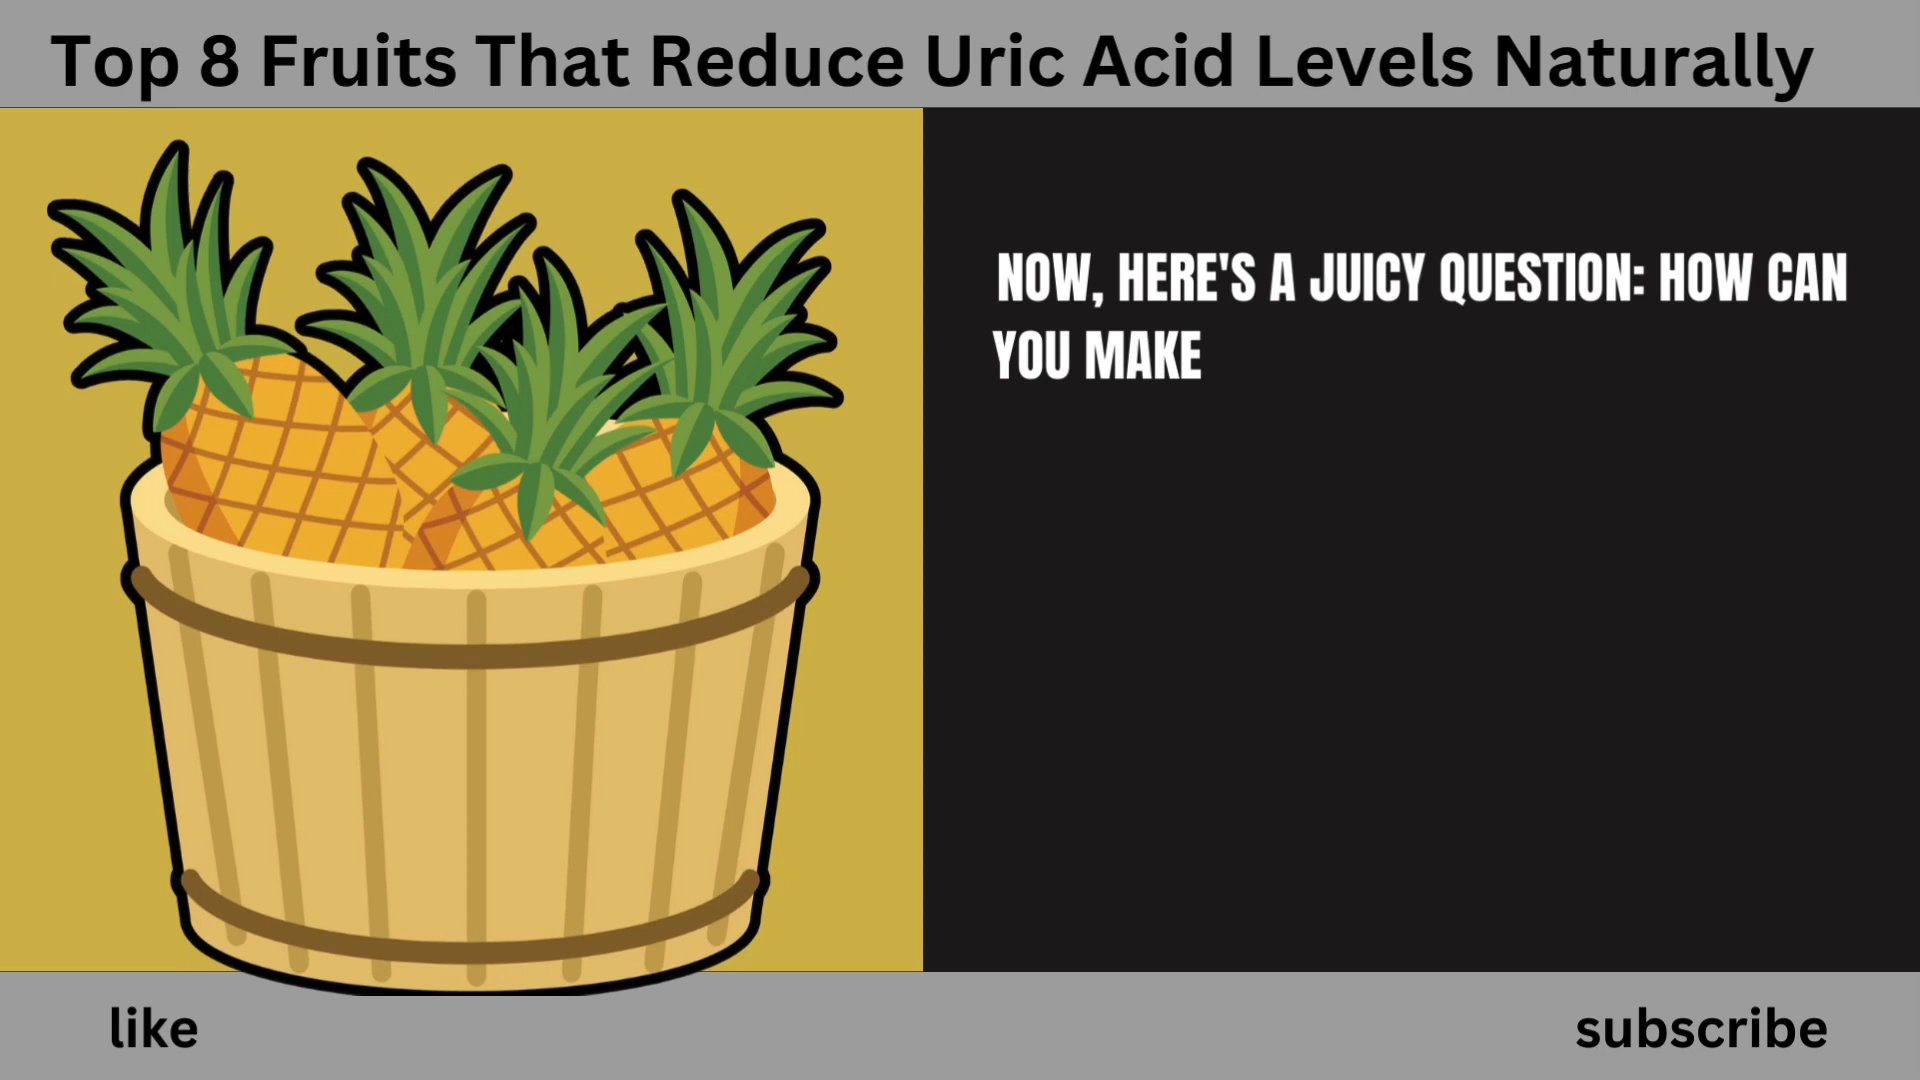 Top 8 Fruits That Reduce Uric Acid Levels Naturally
NOW, HERE'S A JUICY QUESTION: HOW CAN
YOU MAKE
like
subscribe